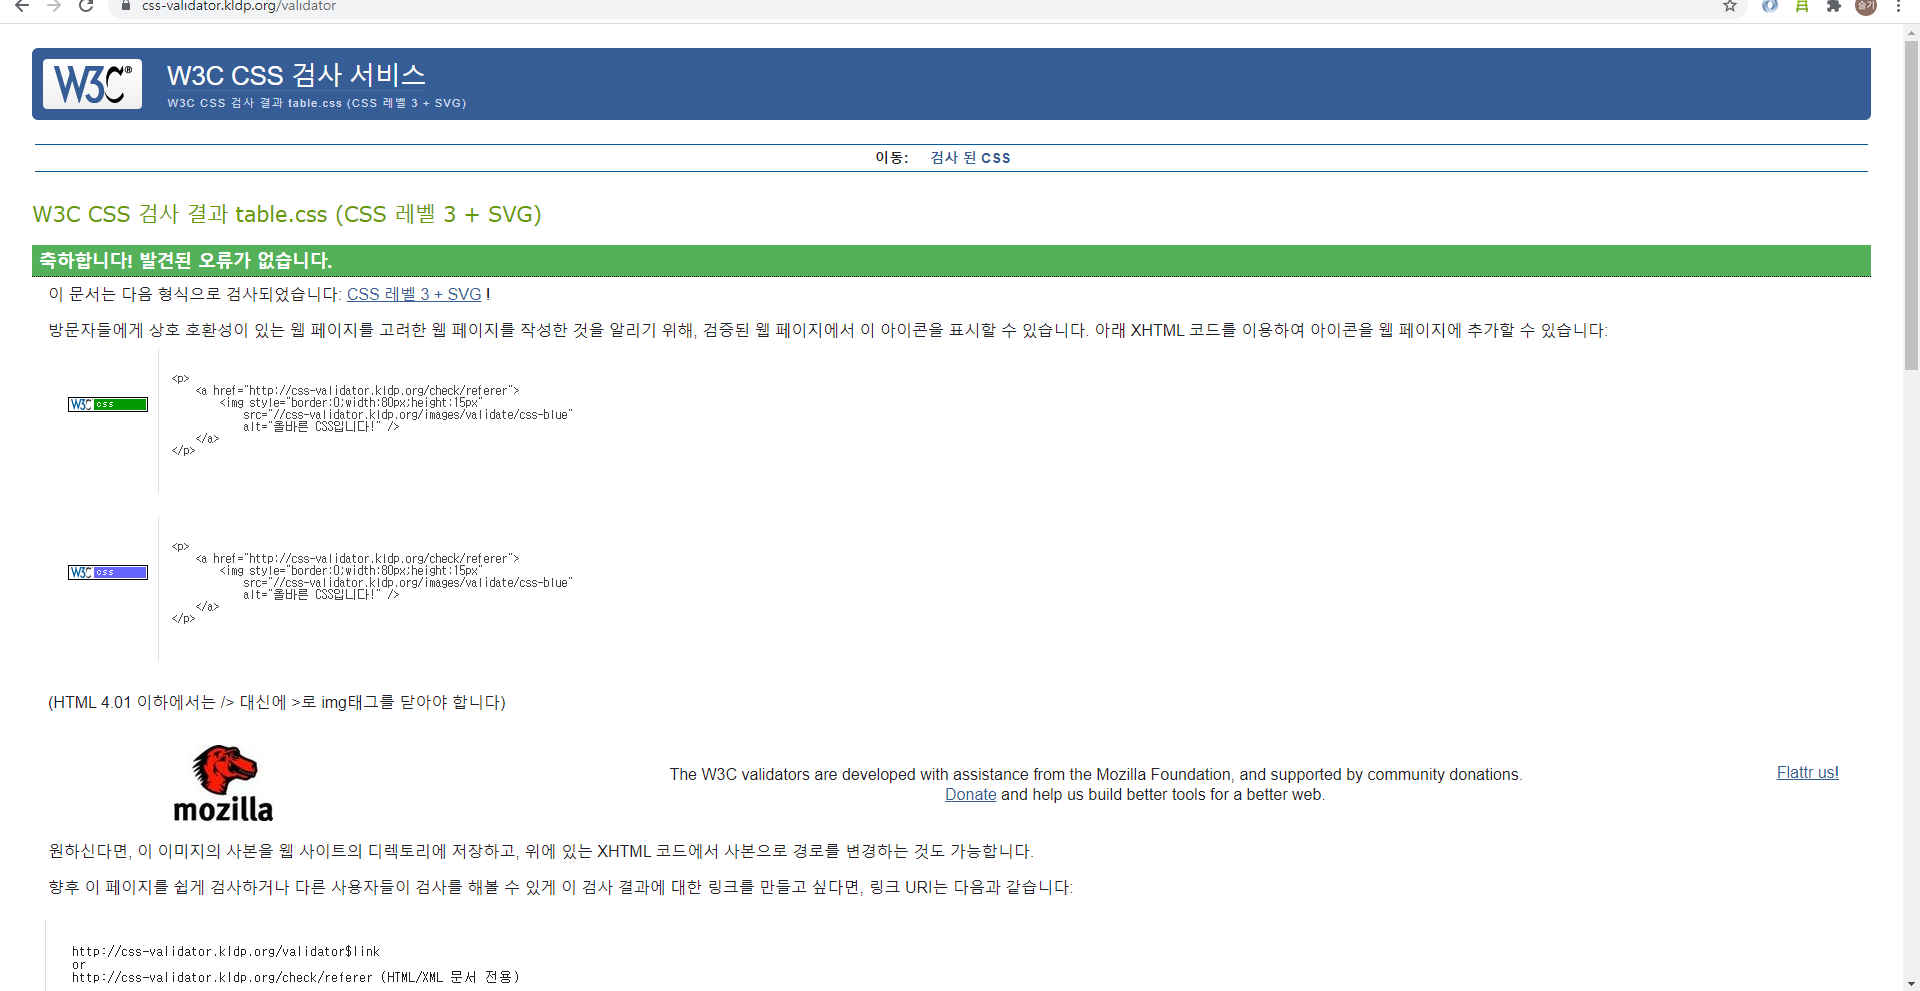 css-validator.kldp.org/validator
슬기
W3C®
W3C CSS 검사 서비스
W3C CSS 검사 결과 table.css (CSS 레벨 3 + SVG)
이동: 검사 된 CSS
W3C CSS 검사 결과 table.css (CSS 레벨 3 + SVG)
축하합니다! 발견된 오류가 없습니다.
이 문서는 다음 형식으로 검사되었습니다: CSS 레벨 3 + SVG !
방문자들에게 상호 호환성이 있는 웹 페이지를 고려한 웹 페이지를 작성한 것을 알리기 위해, 검증된 웹 페이지에서 이 아이콘을 표시할 수 있습니다. 아래 XHTML 코드를 이용하여 아이콘을 웹 페이지에 추가할 수 있습니다:
W3C css
<p>
<a href="http://css-validator.kldp.org/check/referer">
<img style="border:0;width:80px;height:15px"
src="//css-validator.kldp.org/images/validate/css-blue"
alt="올바른 CSS입니다!" />
</a>
</p>
W3C css
<p>
<a href="http://css-validator.kldp.org/check/referer">
<img style="border:0;width:80px;height:15px"
src="//css-validator.kldp.org/images/validate/css-blue"
alt="올바른 CSS입니다!" />
</a>
</p>
(HTML 4.01 이하에서는 /> 대신에 >로 img태그를 닫아야 합니다)
mozilla
The W3C validators are developed with assistance from the Mozilla Foundation, and supported by community donations.
Donate and help us build better tools for a better web.
Flattr us!
원하신다면, 이 이미지의 사본을 웹 사이트의 디렉토리에 저장하고, 위에 있는 XHTML 코드에서 사본으로 경로를 변경하는 것도 가능합니다.
향후 이 페이지를 쉽게 검사하거나 다른 사용자들이 검사를 해볼 수 있게 이 검사 결과에 대한 링크를 만들고 싶다면, 링크 URI는 다음과 같습니다:
http://css-validator.kldp.org/validator$link
or
http://css-validator.kldp.org/check/referer (HTML/XML 문서 전용)